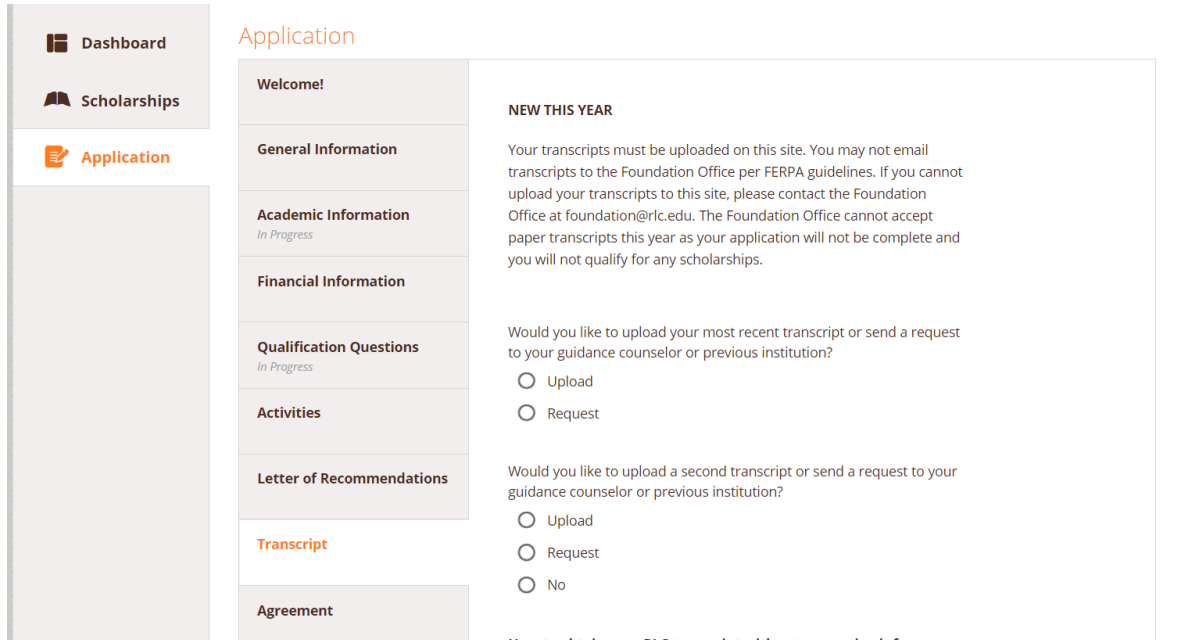 Dashboard
Scholarships
Application
Application
Welcome!
General Information
Academic Information
In Progress
Financial Information
Qualification Questions
In Progress
Activities
Letter of Recommendations
Transcript
Agreement
NEW THIS YEAR
Your transcripts must be uploaded on this site. You may not email
transcripts to the Foundation Office per FERPA guidelines. If you cannot
upload your transcripts to this site, please contact the Foundation
Office at foundation@rlc.edu. The Foundation Office cannot accept
paper transcripts this year as your application will not be complete and
you will not qualify for any scholarships.
Would you like to upload your most recent transcript or send a request
to your guidance counselor or previous institution?
Upload
Request
Would you like to upload a second transcript or send a request to your
guidance counselor or previous institution?
Upload
Request
No